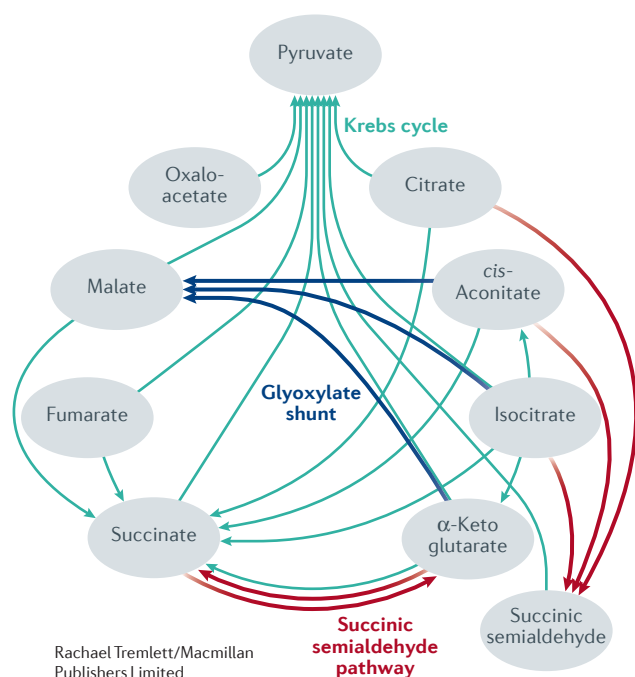 Pyruvate
Krebs cycle
Oxalo-
acetate
Citrate
Malate
cis-
Aconitate
Glyoxylate
shunt
Fumarate
Isocitrate
Succinate
α-Keto
glutarate
Succinic
semialdehyde
Succinic
semialdehyde
pathway
Rachael Tremlett/Macmillan
Publishers Limited